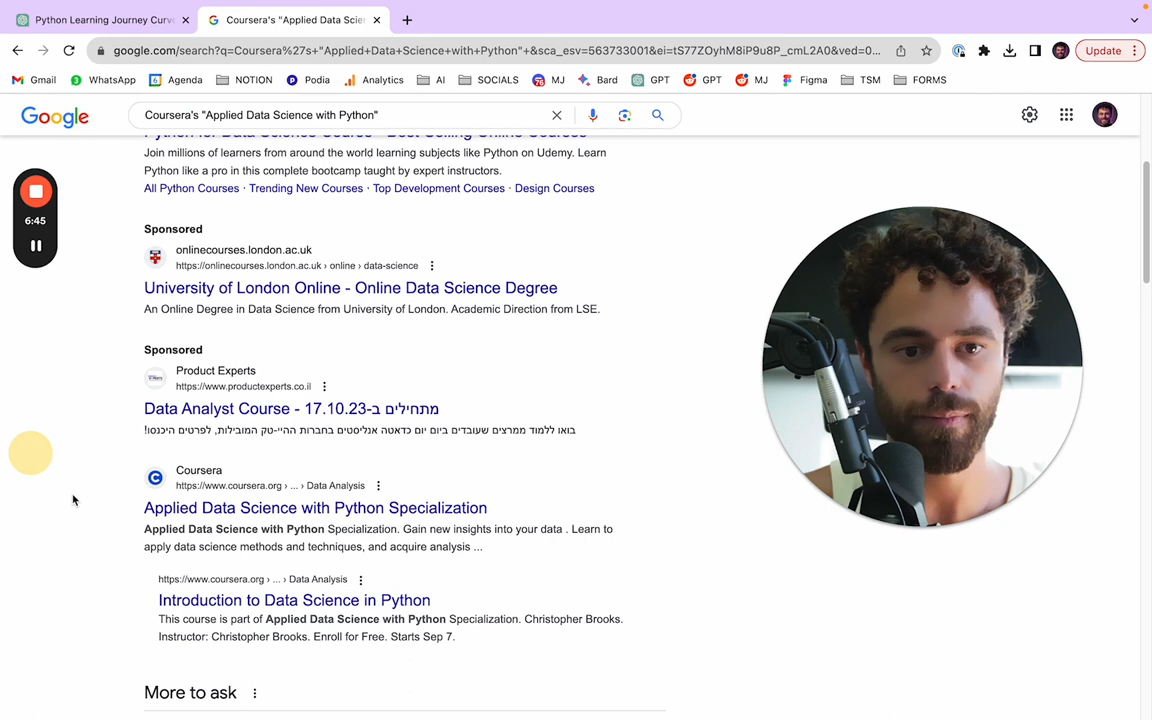 Python Learning Journey Curv
Coursera's "Applied Data Scien
google.com/search?q=Coursera%27s+"Applied+Data+Science+with+Python"+&sca_esv=563733001&ei=tS77ZOyhM8iP9u8P_cmL2A0&ved=0...
Update
Gmail
WhatsApp
Agenda
NOTION
Podia
Analytics
AI
SOCIALS
MJ
Bard
GPT
GPT
MJ
Figma
TSM
FORMS
Google
Coursera's "Applied Data Science with Python"
Python for Data Science Course - Best Selling Online Courses
Join millions of learners from around the world learning subjects like Python on Udemy. Learn
Python like a pro in this complete bootcamp taught by expert instructors.
All Python Courses · Trending New Courses · Top Development Courses · Design Courses
6:45
Sponsored
onlinecourses.london.ac.uk
https://onlinecourses.london.ac.uk › online › data-science
University of London Online - Online Data Science Degree
An Online Degree in Data Science from University of London. Academic Direction from LSE.
Sponsored
Product Experts
https://www.productexperts.co.il
Data Analyst Course - מתחילים ב-17.10.23
בואו ללמוד ממרצים שעובדים ביום יום כדאטה אנליסטים בחברות ההיי-טק המובילות, לפרטים היכנסו!
Coursera
https://www.coursera.org › ... › Data Analysis
Applied Data Science with Python Specialization
Applied Data Science with Python Specialization. Gain new insights into your data . Learn to
apply data science methods and techniques, and acquire analysis ...
https://www.coursera.org › ... › Data Analysis
Introduction to Data Science in Python
This course is part of Applied Data Science with Python Specialization. Christopher Brooks.
Instructor: Christopher Brooks. Enroll for Free. Starts Sep 7.
More to ask